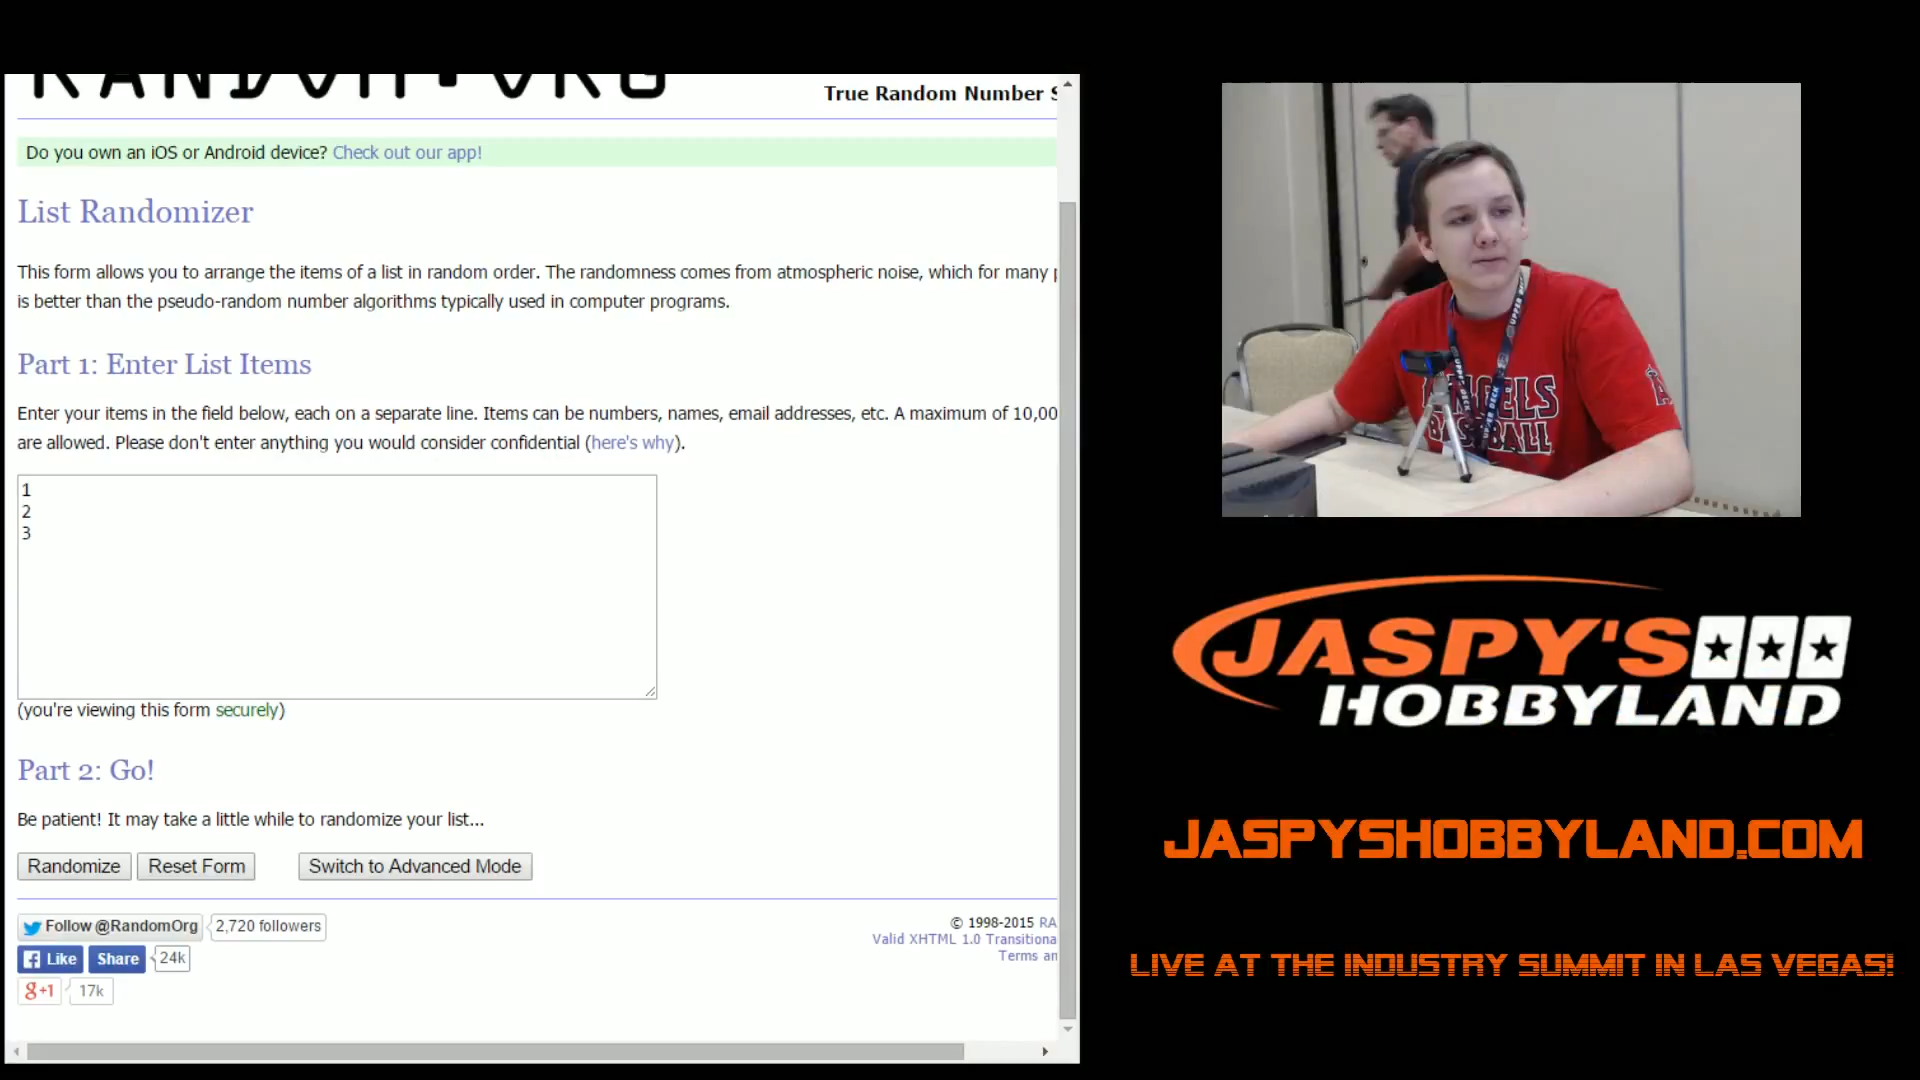 RANDOM.ORG
True Random Number S
Do you own an iOS or Android device? Check out our app!
List Randomizer
This form allows you to arrange the items of a list in random order. The randomness comes from atmospheric noise, which for many p
is better than the pseudo-random number algorithms typically used in computer programs.
Part 1: Enter List Items
Enter your items in the field below, each on a separate line. Items can be numbers, names, email addresses, etc. A maximum of 10,00
are allowed. Please don't enter anything you would consider confidential (here's why).
1
2
3
(you're viewing this form securely)
Part 2: Go!
Be patient! It may take a little while to randomize your list...
Randomize Reset Form Switch to Advanced Mode
Follow @RandomOrg 2,720 followers
Like Share 24k
g+1 17k
© 1998-2015 RA
Valid XHTML 1.0 Transitiona
Terms an
UPPER DECK
UPPER DECK
ANGELS
BASEBALL
JASPY'S
HOBBYLAND
JASPYSHOBBYLAND.COM
LIVE AT THE INDUSTRY SUMMIT IN LAS VEGAS!